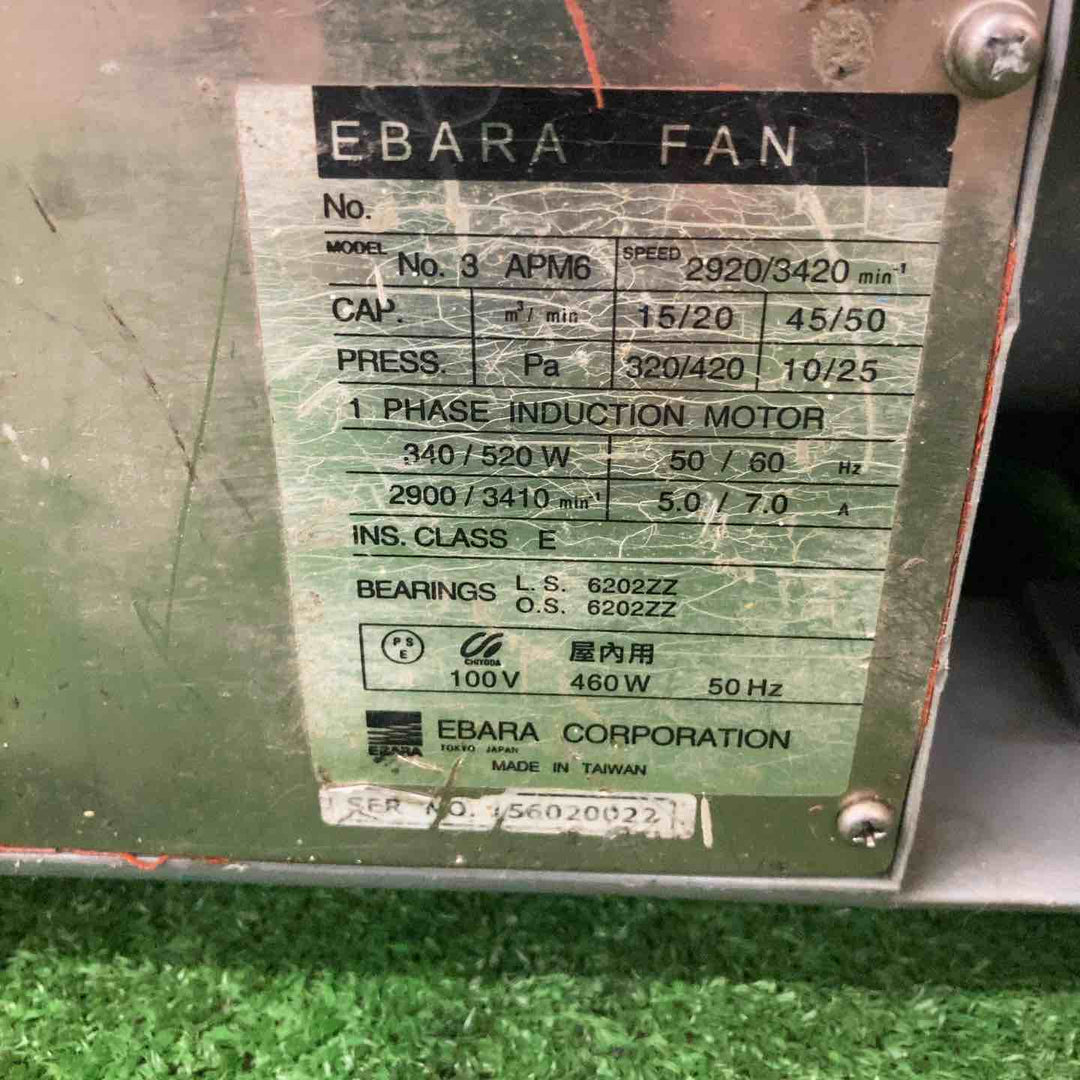 EBARA FAN
No.
MODEL No. 3 APM6 SPEED 2920/3420 min⁻¹
CAP. m³/ min 15/20 45/50
PRESS. Pa 320/420 10/25
1 PHASE INDUCTION MOTOR
340 / 520 W 50 / 60 Hz
2900 / 3410 min⁻¹ 5.0 / 7.0 A
INS. CLASS E
BEARINGS L.S. 6202ZZ
O.S. 6202ZZ
PS E CHIYODA 屋内用
100V 460W 50Hz
EBARA EBARA CORPORATION
TOKYO JAPAN
MADE IN TAIWAN
SER NO. 56020022